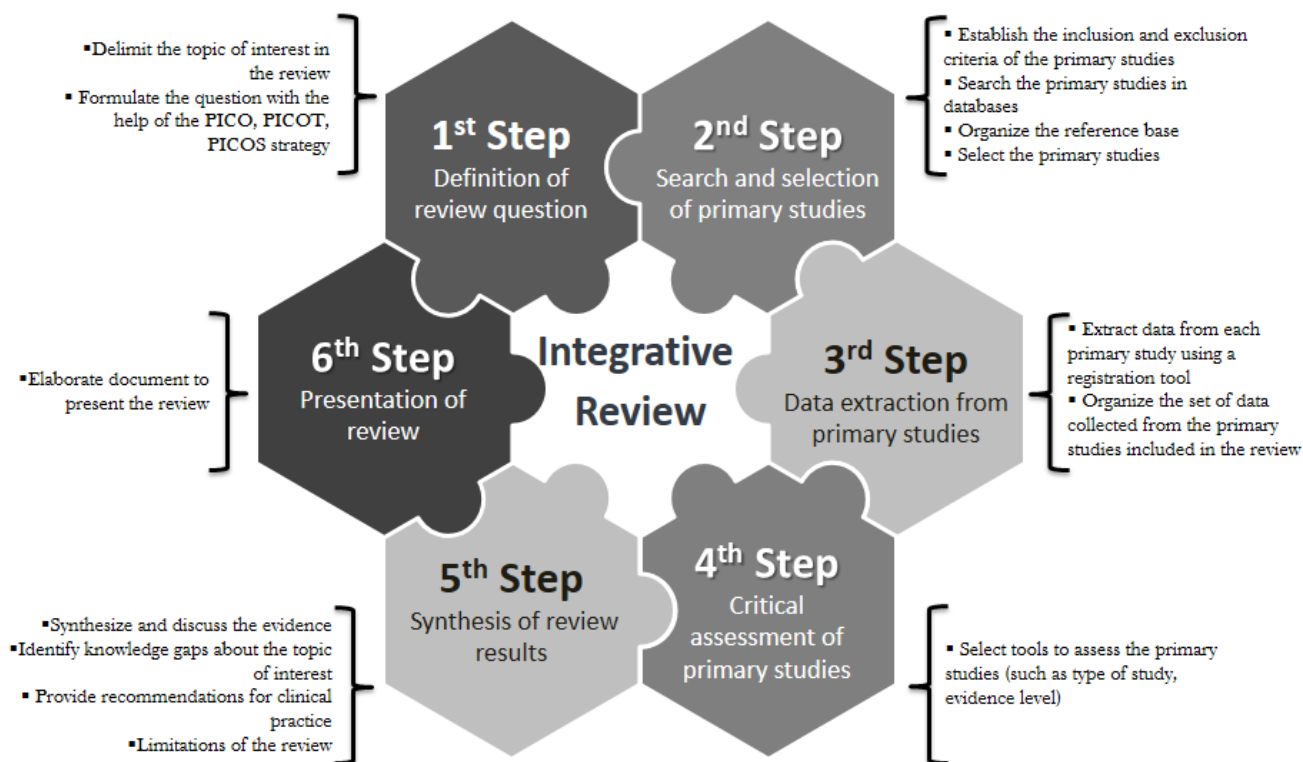 ▪Delimit the topic of interest in
the review
▪ Formulate the question with the
help of the PICO, PICOT,
PICOS strategy
1st Step
Definition of
review question
2nd Step
Search and selection
of primary studies
▪ Establish the inclusion and exclusion
criteria of the primary studies
▪ Search the primary studies in
databases
▪ Organize the reference base
▪ Select the primary studies
▪Elaborate document to
present the review
6th Step
Presentation of
review
Integrative
Review
3rd Step
Data extraction from
primary studies
▪ Extract data from each
primary study using a
registration tool
▪ Organize the set of data
collected from the primary
studies included in the review
▪Synthesize and discuss the evidence
▪Identify knowledge gaps about the topic
of interest
▪ Provide recommendations for clinical
practice
▪Limitations of the review
5th Step
Synthesis of review
results
4th Step
Critical
assessment of
primary studies
▪ Select tools to assess the primary
studies (such as type of study,
evidence level)